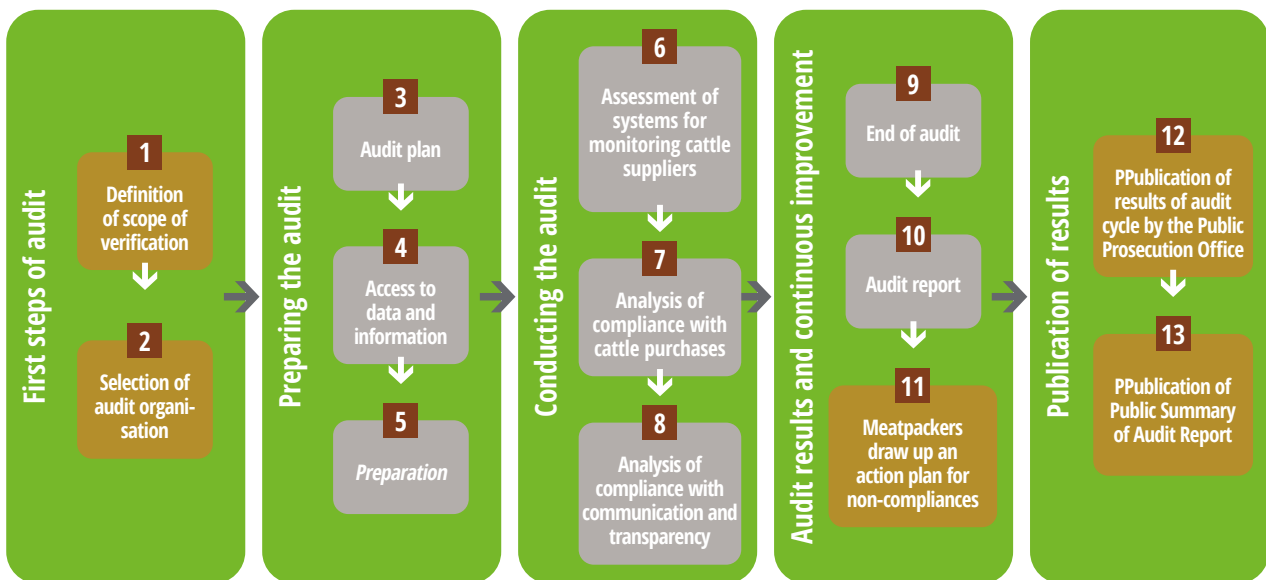 First steps of audit
1
Definition
of scope of
verification
2
Selection of
audit organi-
sation
Preparing the audit
3
Audit plan
4
Access to
data and
information
5
Preparation
Conducting the audit
6
Assessment of
systems for
monitoring cattle
suppliers
7
Analysis of
compliance with
cattle purchases
8
Analysis of
compliance with
communication and
transparency
Audit results and continuous improvement
9
End of audit
10
Audit report
11
Meatpackers
draw up an
action plan for
non-compliances
Publication of results
12
PPublication of
results of audit
cycle by the Public
Prosecution Office
13
PPublication of
Public Summary
of Audit Report